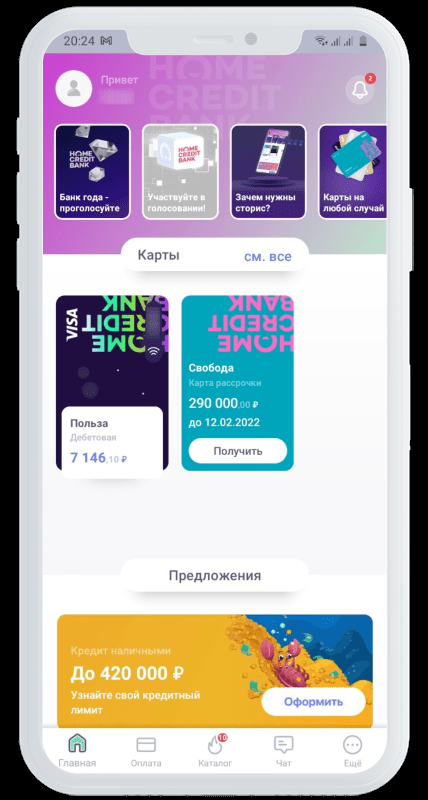 20:24
HOME
CREDIT
BANK
Привет
2
HOME
CREDIT
BANK
Банк года -
проголосуйте
HOME
CREDIT
BANK
Участвуйте в
голосовании!
Зачем нужны
сторис?
Карты на
любой случай
Карты
см. все
VISA
HOME
CREDIT
BANK
Польза
Дебетовая
7 146,10 ₽
HOME
CREDIT
BANK
Свобода
Карта рассрочки
290 000,00 ₽
до 12.02.2022
Получить
Предложения
Кредит наличными
До 420 000 ₽
Узнайте свой кредитный
лимит
Оформить
10
Главная
Оплата
Каталог
Чат
Ещё